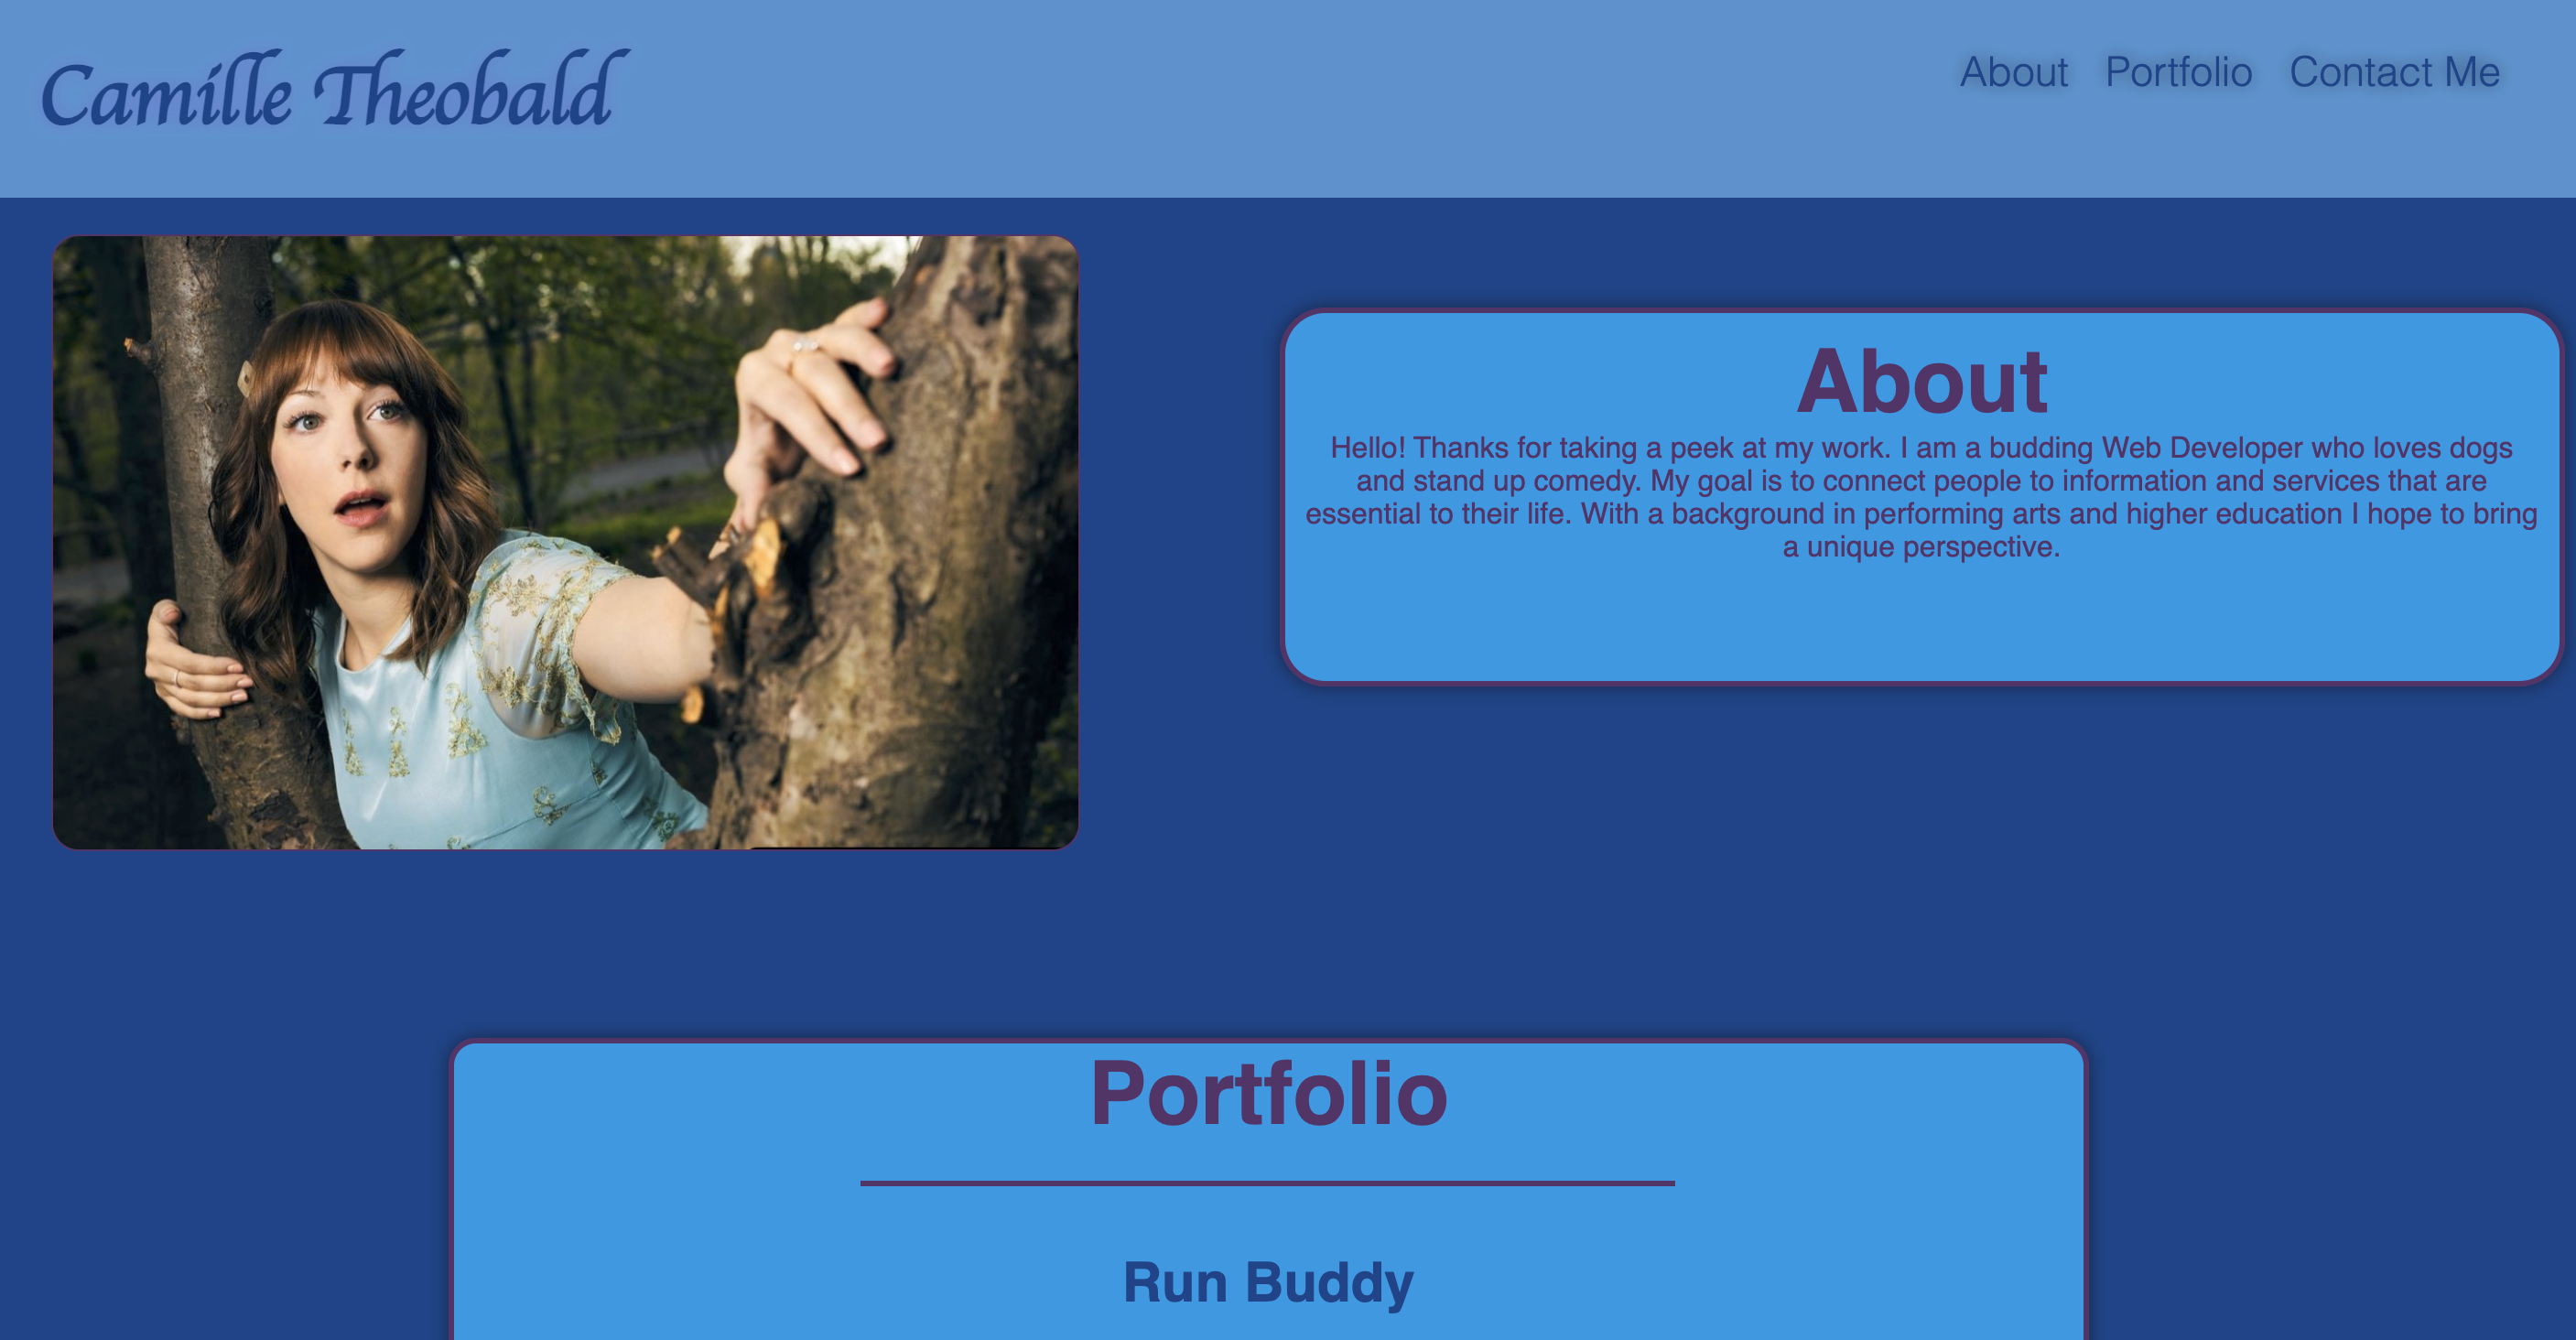 Camille Theobald
About Portfolio Contact Me
About
Hello! Thanks for taking a peek at my work. I am a budding Web Developer who loves dogs
and stand up comedy. My goal is to connect people to information and services that are
essential to their life. With a background in performing arts and higher education I hope to bring
a unique perspective.
Portfolio
Run Buddy